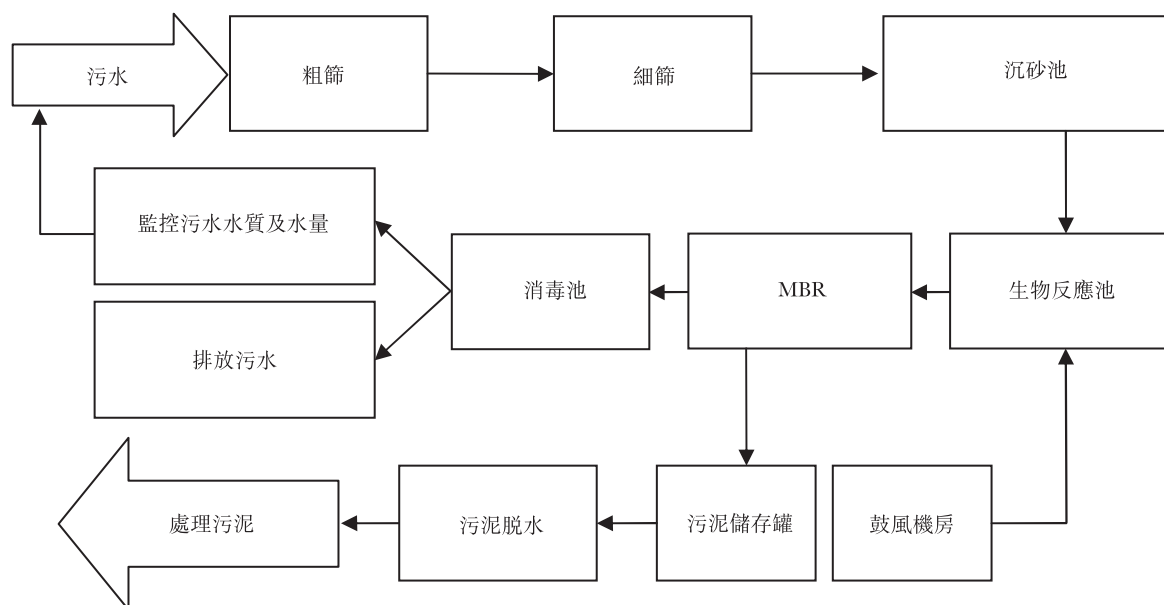 污水
粗篩
細篩
沉砂池
監控污水水質及水量
消毒池
MBR
生物反應池
排放污水
處理污泥
污泥脱水
污泥儲存罐
鼓風機房